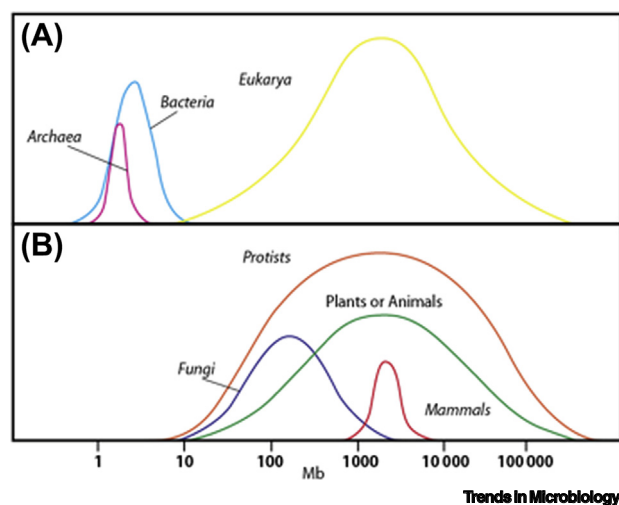 (A)
Eukarya
Bacteria
Archaea
(B)
Protists
Plants or Animals
Fungi
Mammals
1 10 100 1000 10 000 100 000
Mb
Trends in Microbiology